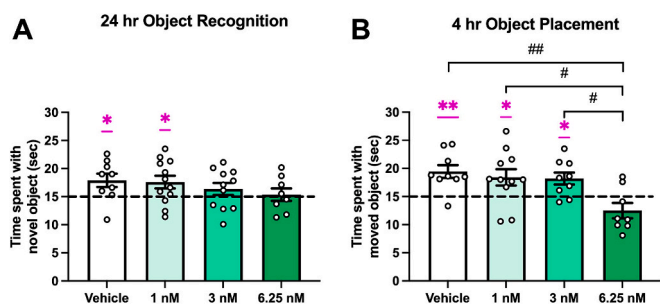 A
24 hr Object Recognition
Time spent with
novel object (sec)
30
25
20
15
10
5
0
*
*
Vehicle
1 nM
3 nM
6.25 nM
B
4 hr Object Placement
##
#
#
Time spent with
moved object (sec)
30
25
20
15
10
5
0
**
*
*
Vehicle
1 nM
3 nM
6.25 nM